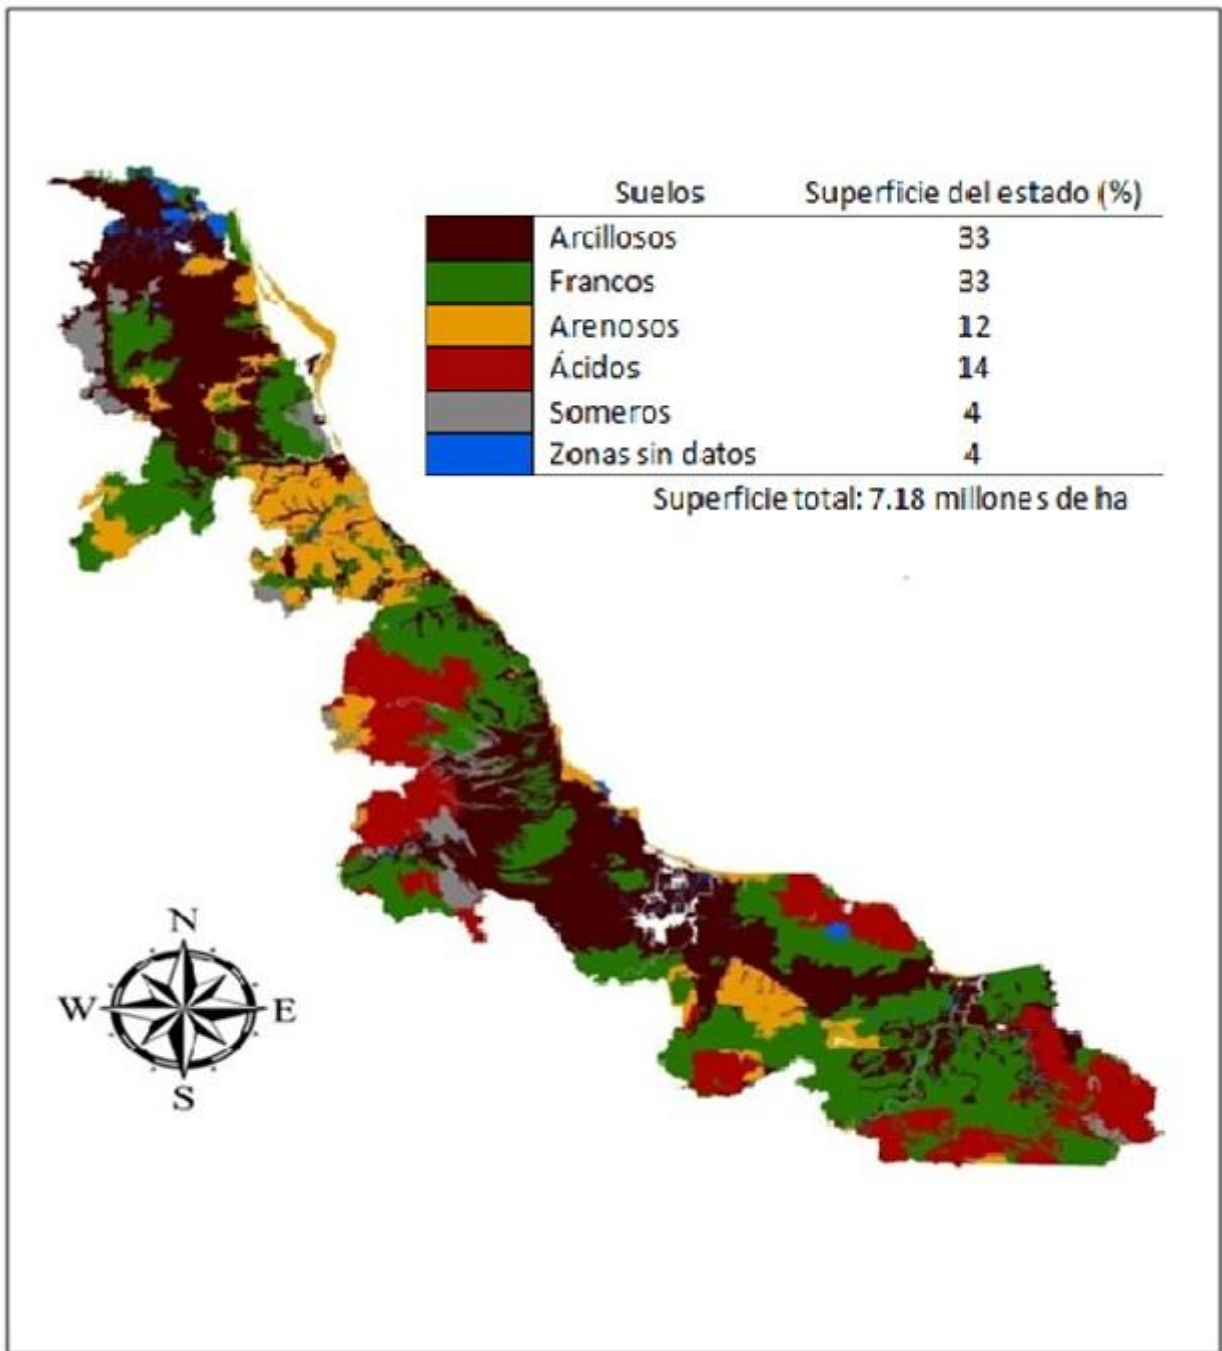 Suelos Superficie del estado (%)
Arcillosos 33
Francos 33
Arenosos 12
Ácidos 14
Someros 4
Zonas sin datos 4
Superficie total: 7.18 millones de ha
N
W E
S